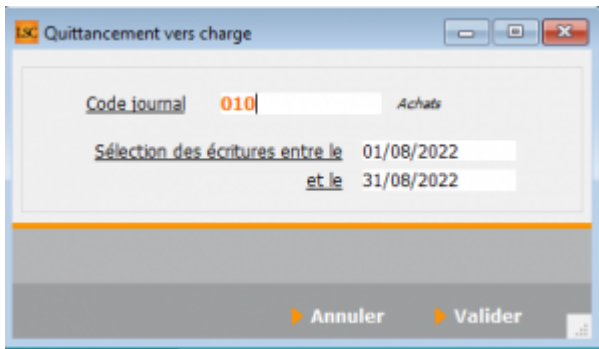 LSC Quittancement vers charge
Code journal 010 Achats
Sélection des écritures entre le 01/08/2022
et le 31/08/2022
Annuler Valider